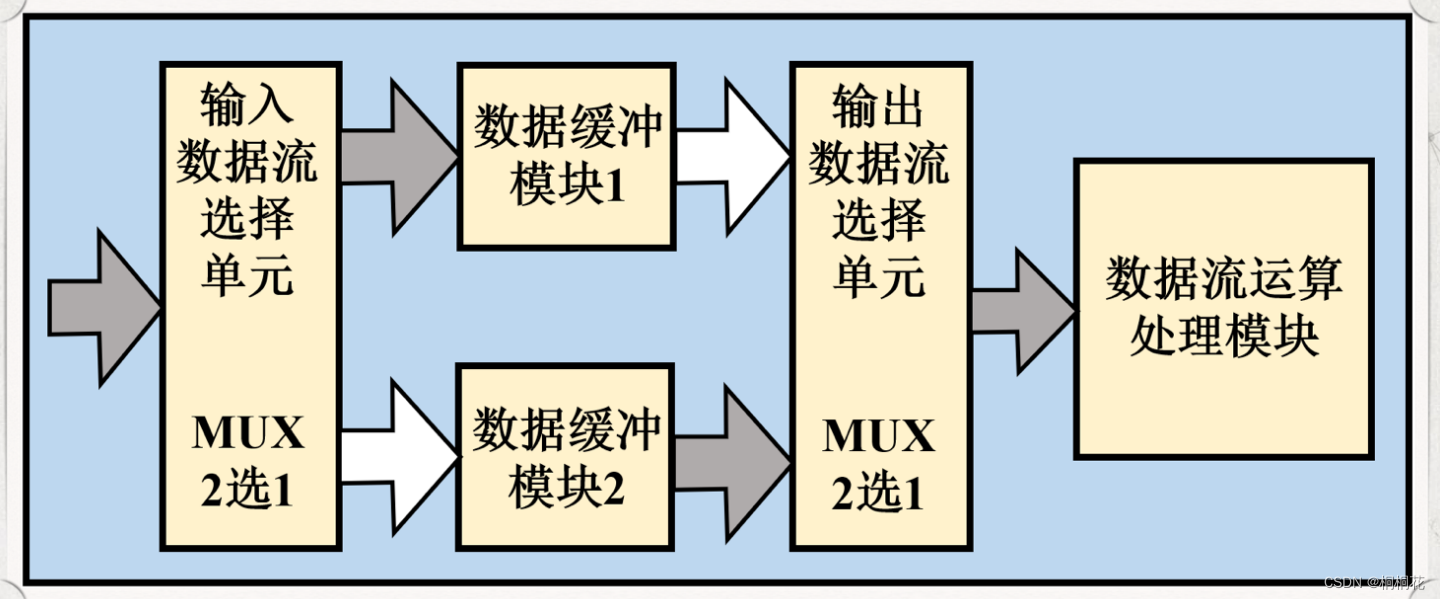 输入
数据流
选择
单元
MUX
2选1
数据缓冲
模块1
数据缓冲
模块2
输出
数据流
选择
单元
MUX
2选1
数据流运算
处理模块
CSDN @桐桐花